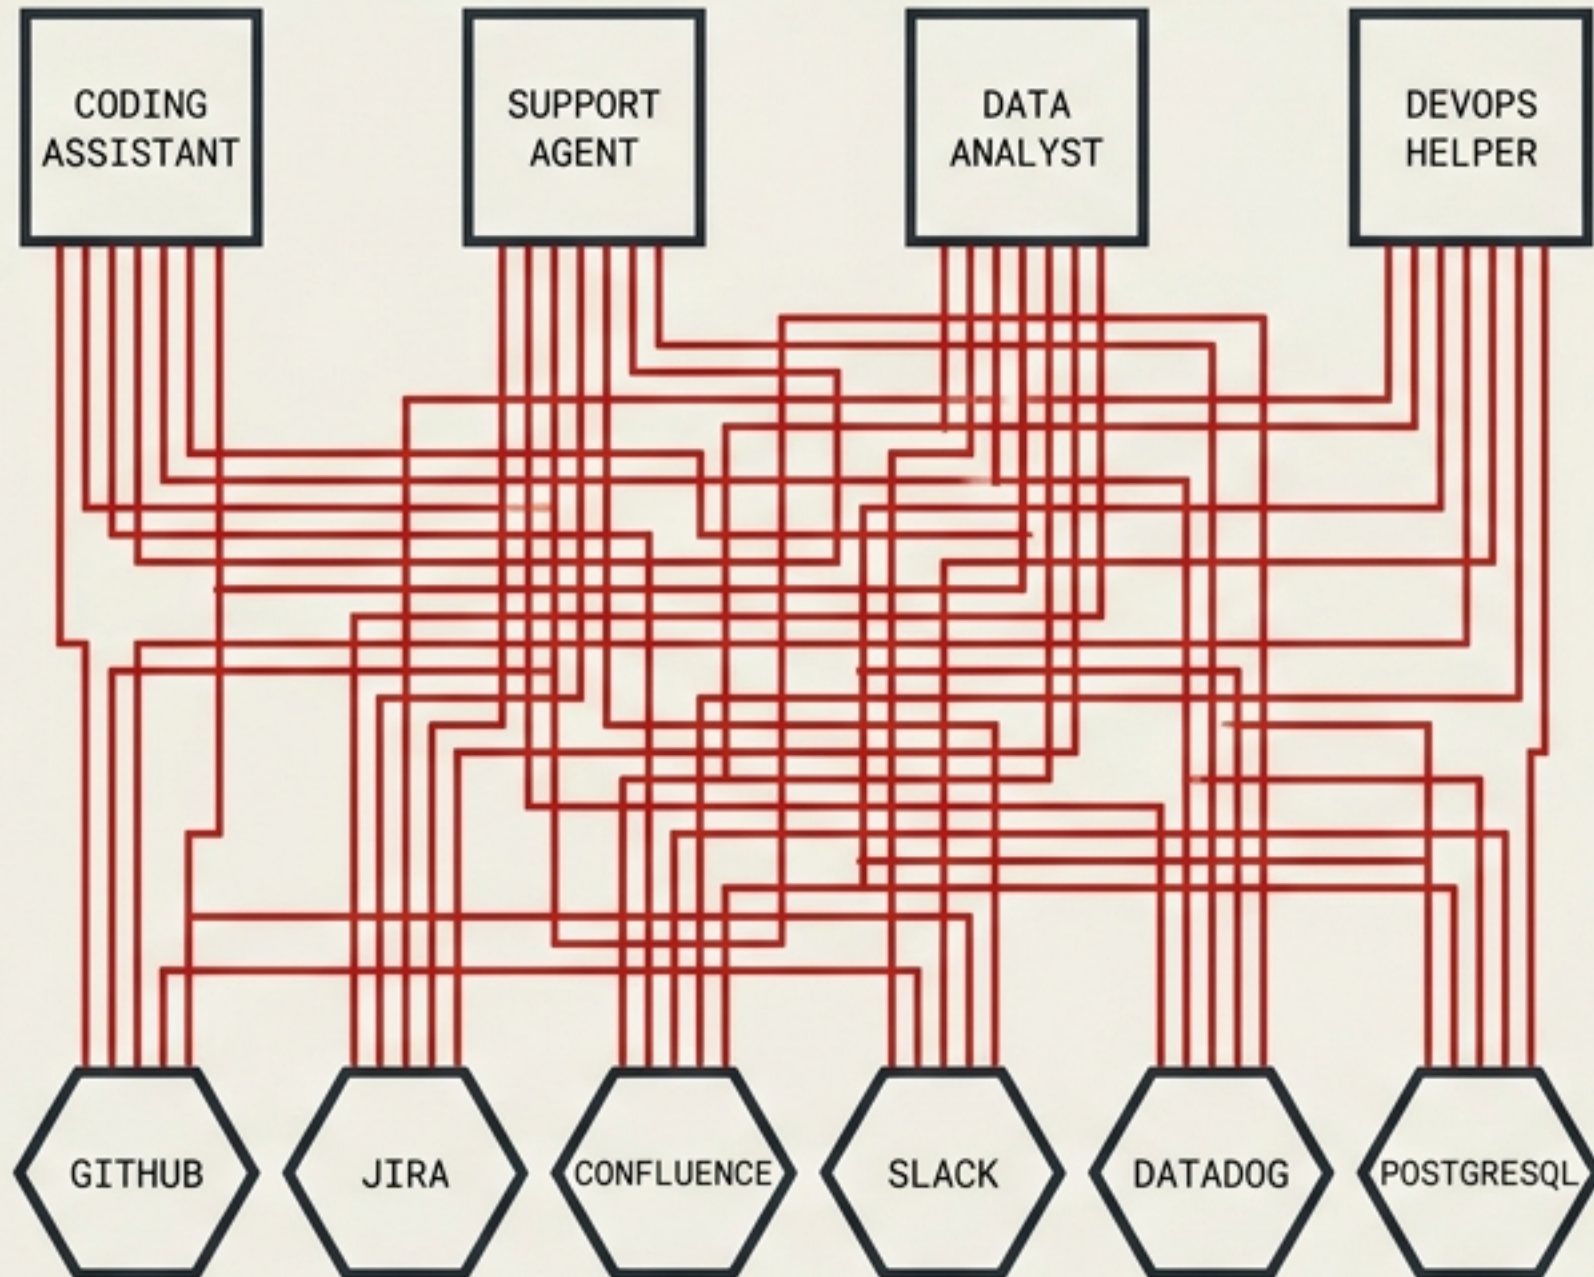 CODING
ASSISTANT
SUPPORT
AGENT
DATA
ANALYST
DEVOPS
HELPER
GITHUB
JIRA
CONFLUENCE
SLACK
DATADOG
POSTGRESQL